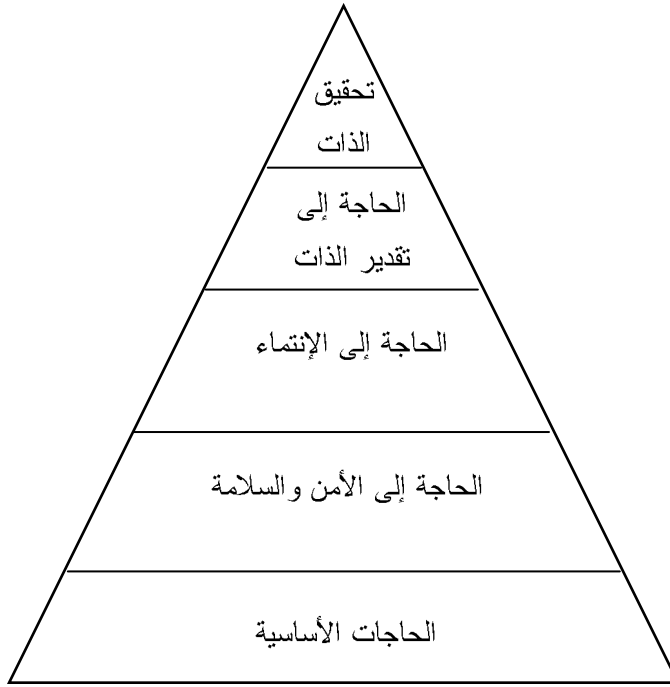 تحقيق
الذات
الحاجة إلى
تقدير الذات
الحاجة إلى الإنتماء
الحاجة إلى الأمن والسلامة
الحاجات الأساسية